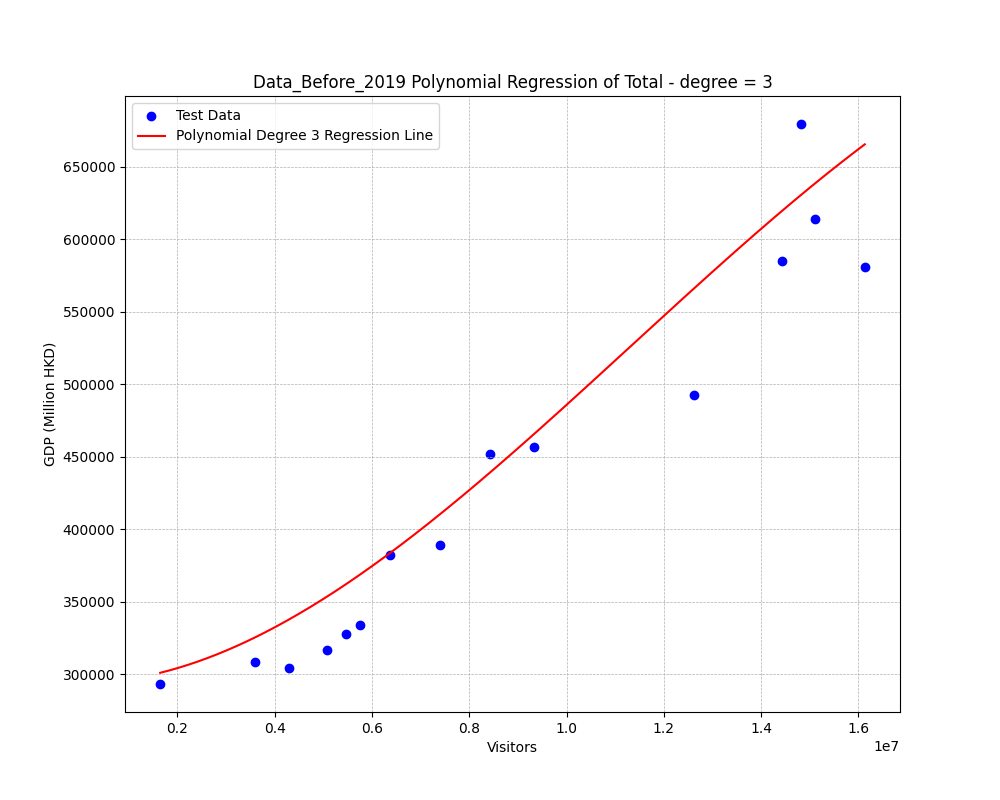 Data_Before_2019 Polynomial Regression of Total - degree = 3
Test Data
Polynomial Degree 3 Regression Line
GDP (Million HKD)
650000
600000
550000
500000
450000
400000
350000
300000
0.2 0.4 0.6 0.8 1.0 1.2 1.4 1.6
1e7
Visitors